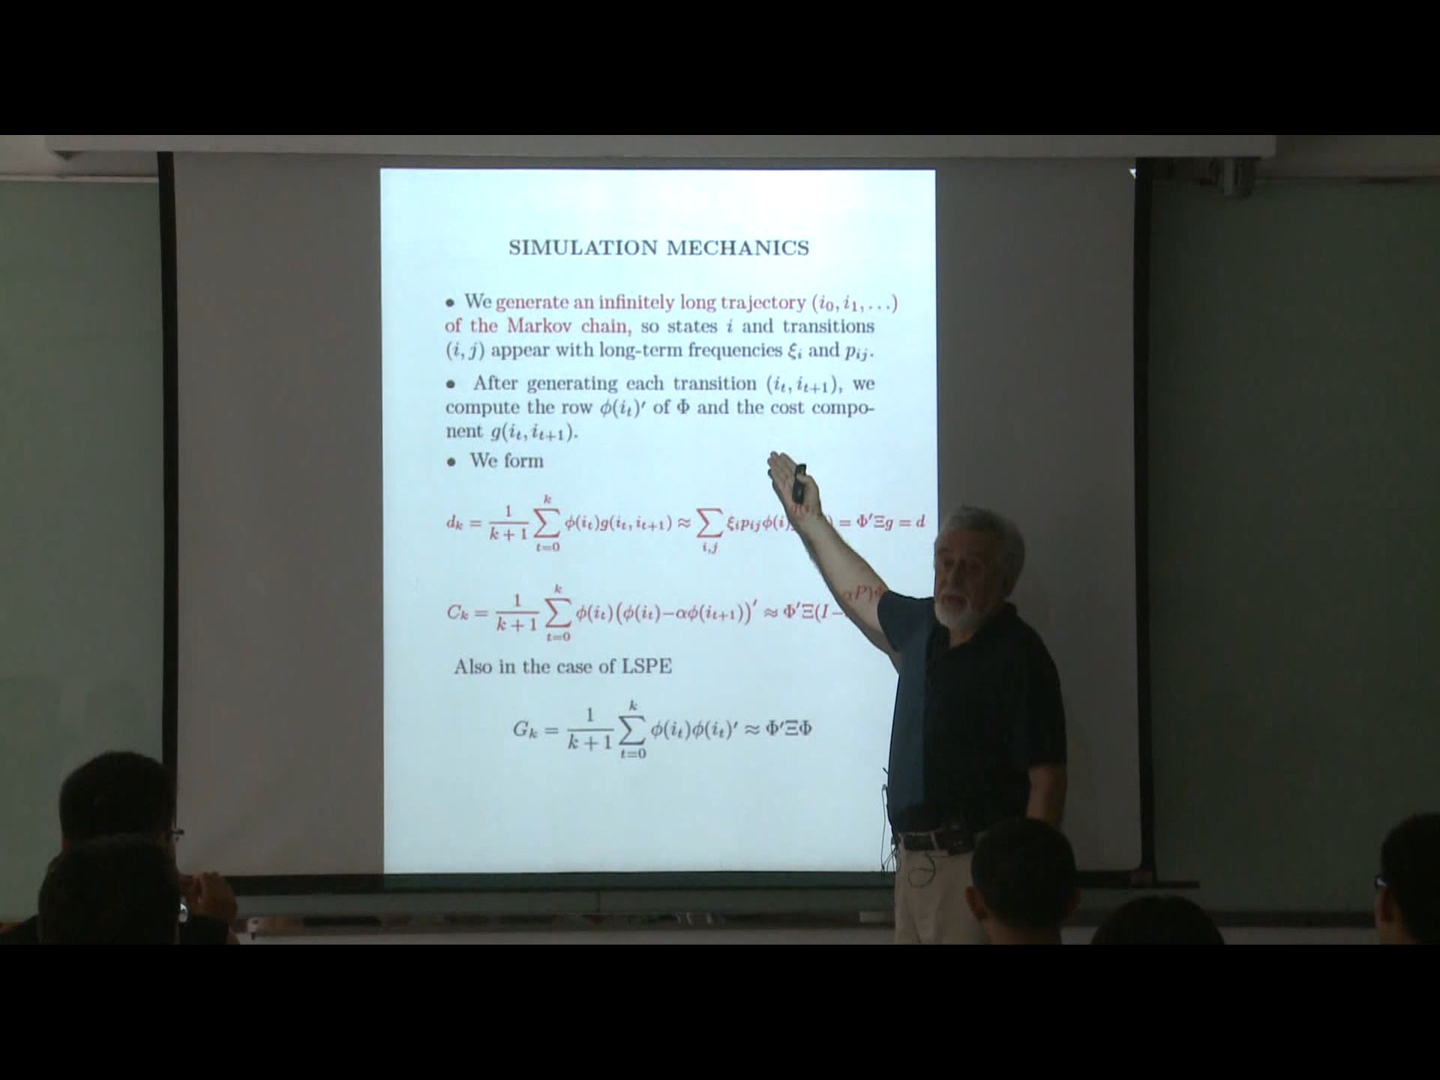 SIMULATION MECHANICS
• We generate an infinitely long trajectory (i₀, i₁, . . .)
of the Markov chain, so states i and transitions
(i, j) appear with long-term frequencies ξᵢ and pᵢⱼ.
• After generating each transition (iₜ, iₜ₊₁), we
compute the row ϕ(iₜ)′ of Φ and the cost compo-
nent g(iₜ, iₜ₊₁).
• We form
dₖ = 1/(k + 1) ∑ₜ₌₀ᵏ ϕ(iₜ)g(iₜ, iₜ₊₁) ≈ ∑ᵢ,ⱼ ξᵢpᵢⱼϕ(i) ) = Φ′Ξg = d
Cₖ = 1/(k + 1) ∑ₜ₌₀ᵏ ϕ(iₜ)(ϕ(iₜ)−αϕ(iₜ₊₁))′ ≈ Φ′Ξ(I − αP)
Also in the case of LSPE
Gₖ = 1/(k + 1) ∑ₜ₌₀ᵏ ϕ(iₜ)ϕ(iₜ)′ ≈ Φ′ΞΦ